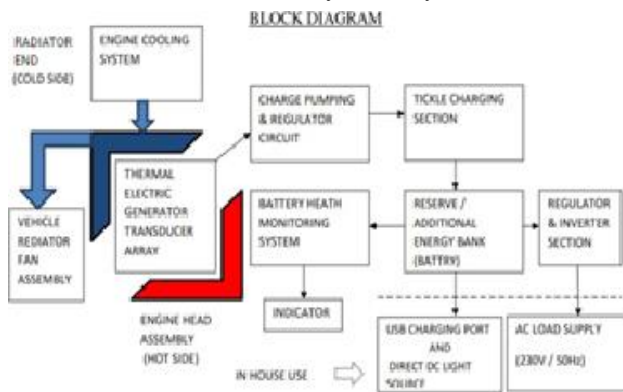 BLOCK DIAGRAM
RADIATOR
END
(COLD SIDE)
ENGINE COOLING
SYSTEM
CHARGE PUMPING
& REGULATOR
CIRCUIT
TICKLE CHARGING
SECTION
THERMAL
ELECTRIC
GENERATOR
TRANSDUCER
ARRAY
VEHICLE
REDIATOR
FAN
ASSEMBLY
BATTERY HEATH
MONITORING
SYSTEM
RESERVE /
ADDITIONAL
ENERGY BANK
(BATTRY)
REGULATOR
& INVERTER
SECTION
INDICATOR
ENGINE HEAD
ASSEMBLY
(HOT SIDE)
IN HOUSE USE
USB CHARGING PORT
AND
DIRECT DC LIGHT
SOURCE
AC LOAD SUPPLY
(230V / 50Hz)